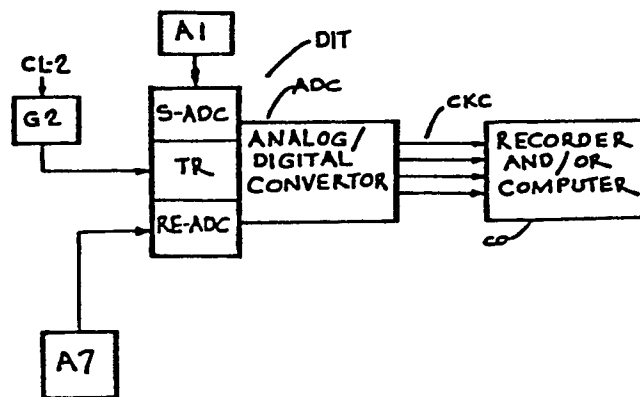 A1
DIT
CL-2
ADC
G2
S-ADC
CKC
ANALOG/
DIGITAL
CONVERTOR
RECORDER
AND/OR
COMPUTER
TR
RE-ADC
CO
A7